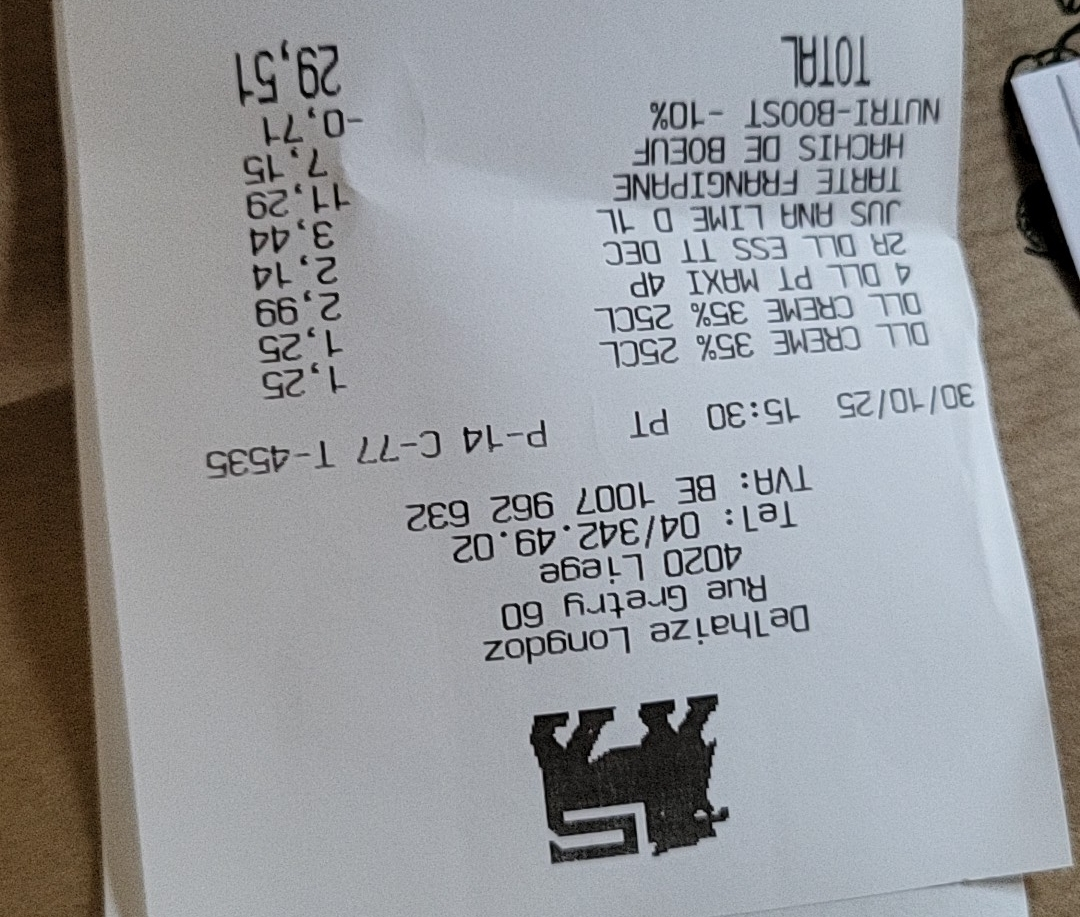 Delhaize Longdoz
Rue Gretry 60
4020 Liege
Tel: 04/342.49.02
TVA: BE 1007 962 632
30/10/25 15:30 PT P-14 C-77 T-4535
DLL CREME 35% 25CL 1,25
DLL CREME 35% 25CL 1,25
4 DLL PT MAXI 4P 2,99
2R DLL ESS TT DEC 2,14
JUS ANA LIME D 1L 3,44
TARTE FRANGIPANE 11,29
HACHIS DE BOEUF 7,15
NUTRI-BOOST -10% -0,71
TOTAL 29,51